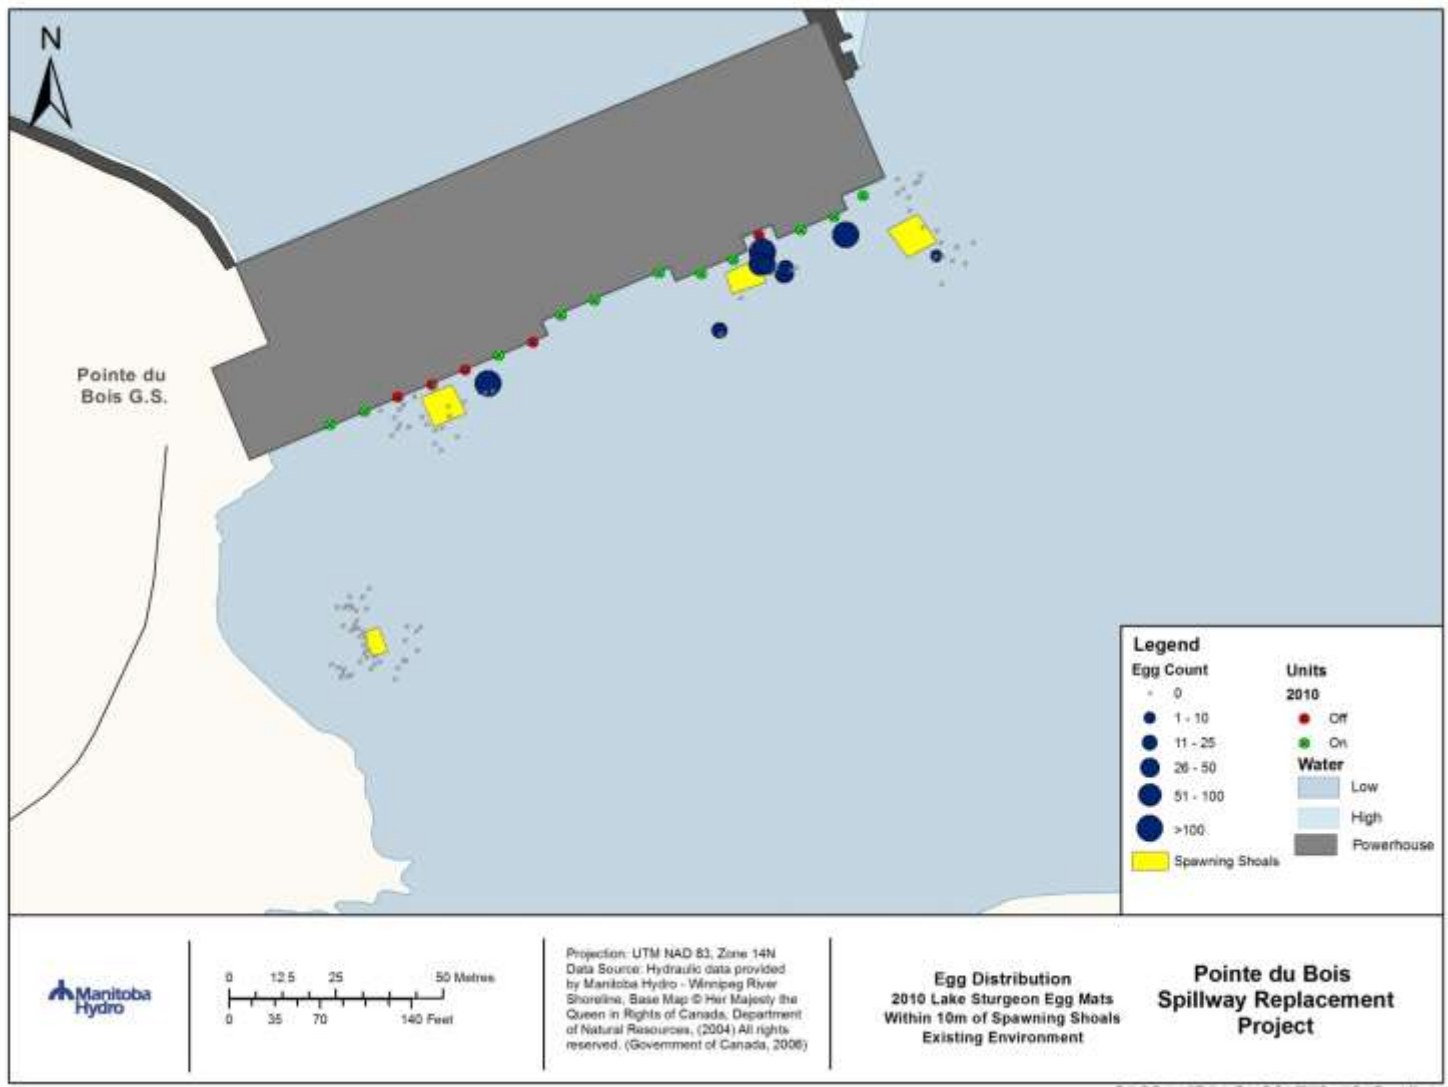 N
Pointe du
Bois G.S.
Legend
Egg Count
0
1 - 10
11 - 25
26 - 50
51 - 100
>100
Spawning Shoals
Units
2010
Off
On
Water
Low
High
Powerhouse
Manitoba
Hydro
0 12.5 25 50 Metres
0 35 70 140 Feet
Projection: UTM NAD 83, Zone 14N
Data Source: Hydraulic data provided
by Manitoba Hydro - Winnipeg River
Shoreline, Base Map © Her Majesty the
Queen in Rights of Canada, Department
of Natural Resources, (2004) All rights
reserved. (Government of Canada, 2006)
Egg Distribution
2010 Lake Sturgeon Egg Mats
Within 10m of Spawning Shoals
Existing Environment
Pointe du Bois
Spillway Replacement
Project